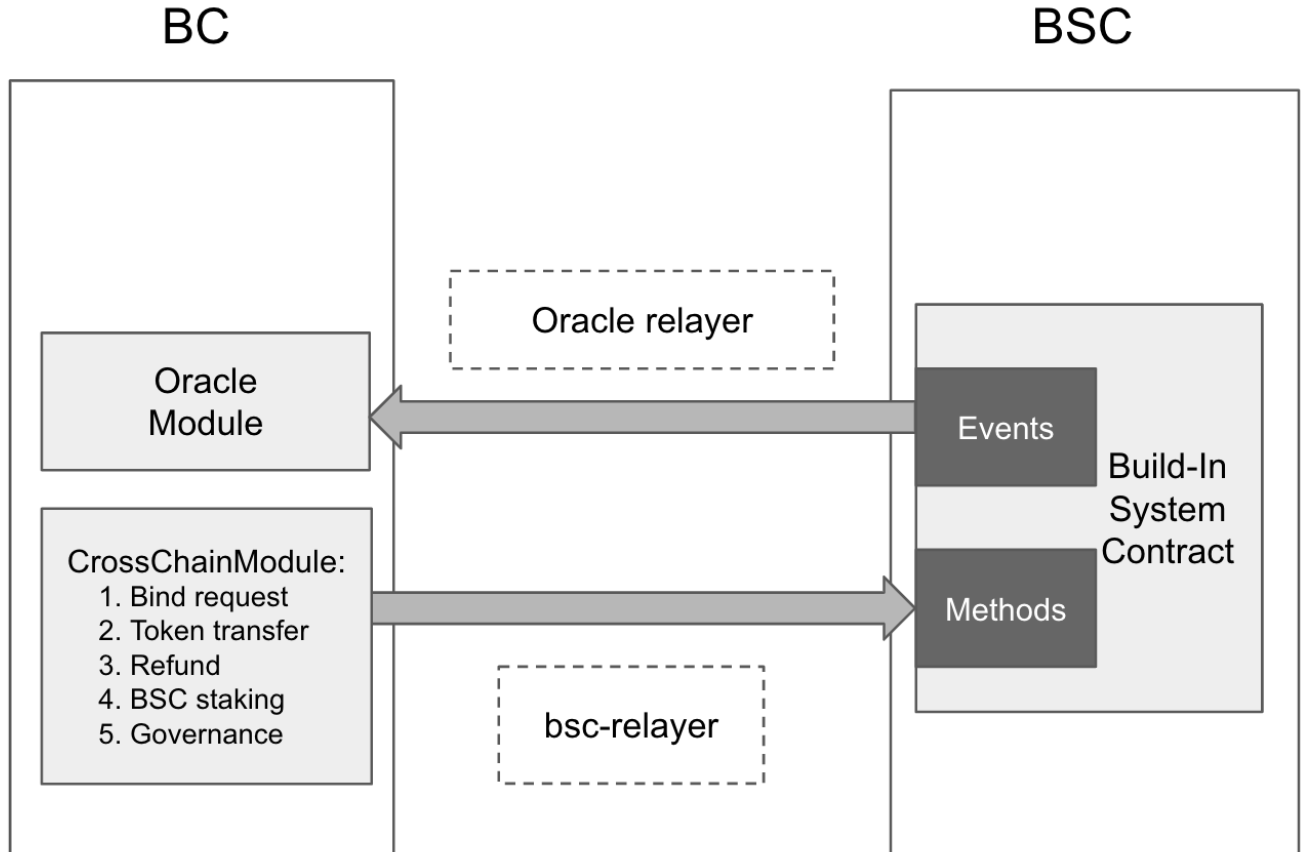 BC
BSC
Oracle relayer
Oracle
Module
Events
Build-In
System
Contract
CrossChainModule:
1. Bind request
2. Token transfer
3. Refund
4. BSC staking
5. Governance
Methods
bsc-relayer